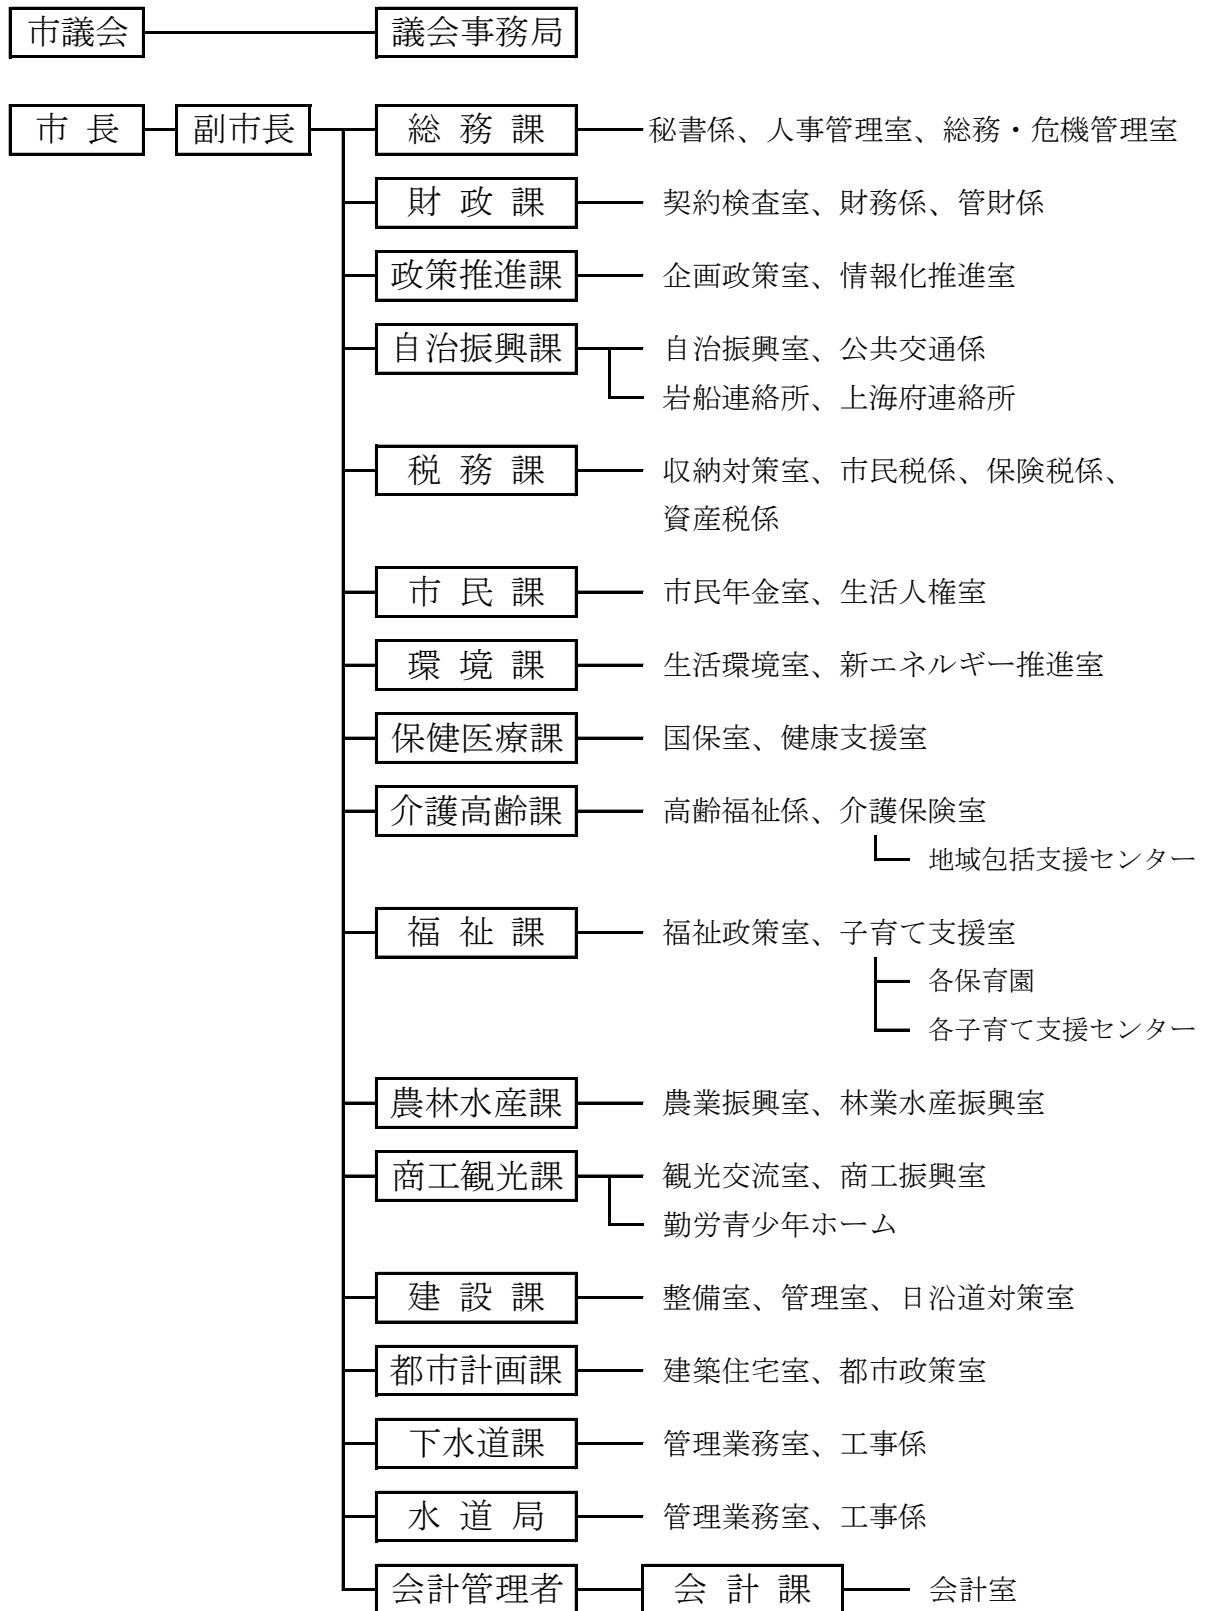 市議会 議会事務局
市長 副市長 総務課 秘書係、人事管理室、総務・危機管理室
財政課 契約検査室、財務係、管財係
政策推進課 企画政策室、情報化推進室
自治振興課 自治振興室、公共交通係
岩船連絡所、上海府連絡所
税務課 収納対策室、市民税係、保険税係、
資産税係
市民課 市民年金室、生活人権室
環境課 生活環境室、新エネルギー推進室
保健医療課 国保室、健康支援室
介護高齢課 高齢福祉係、介護保険室
地域包括支援センター
福祉課 福祉政策室、子育て支援室
各保育園
各子育て支援センター
農林水産課 農業振興室、林業水産振興室
商工観光課 観光交流室、商工振興室
勤労青少年ホーム
建設課 整備室、管理室、日沿道対策室
都市計画課 建築住宅室、都市政策室
下水道課 管理業務室、工事係
水道局 管理業務室、工事係
会計管理者 会計課 会計室